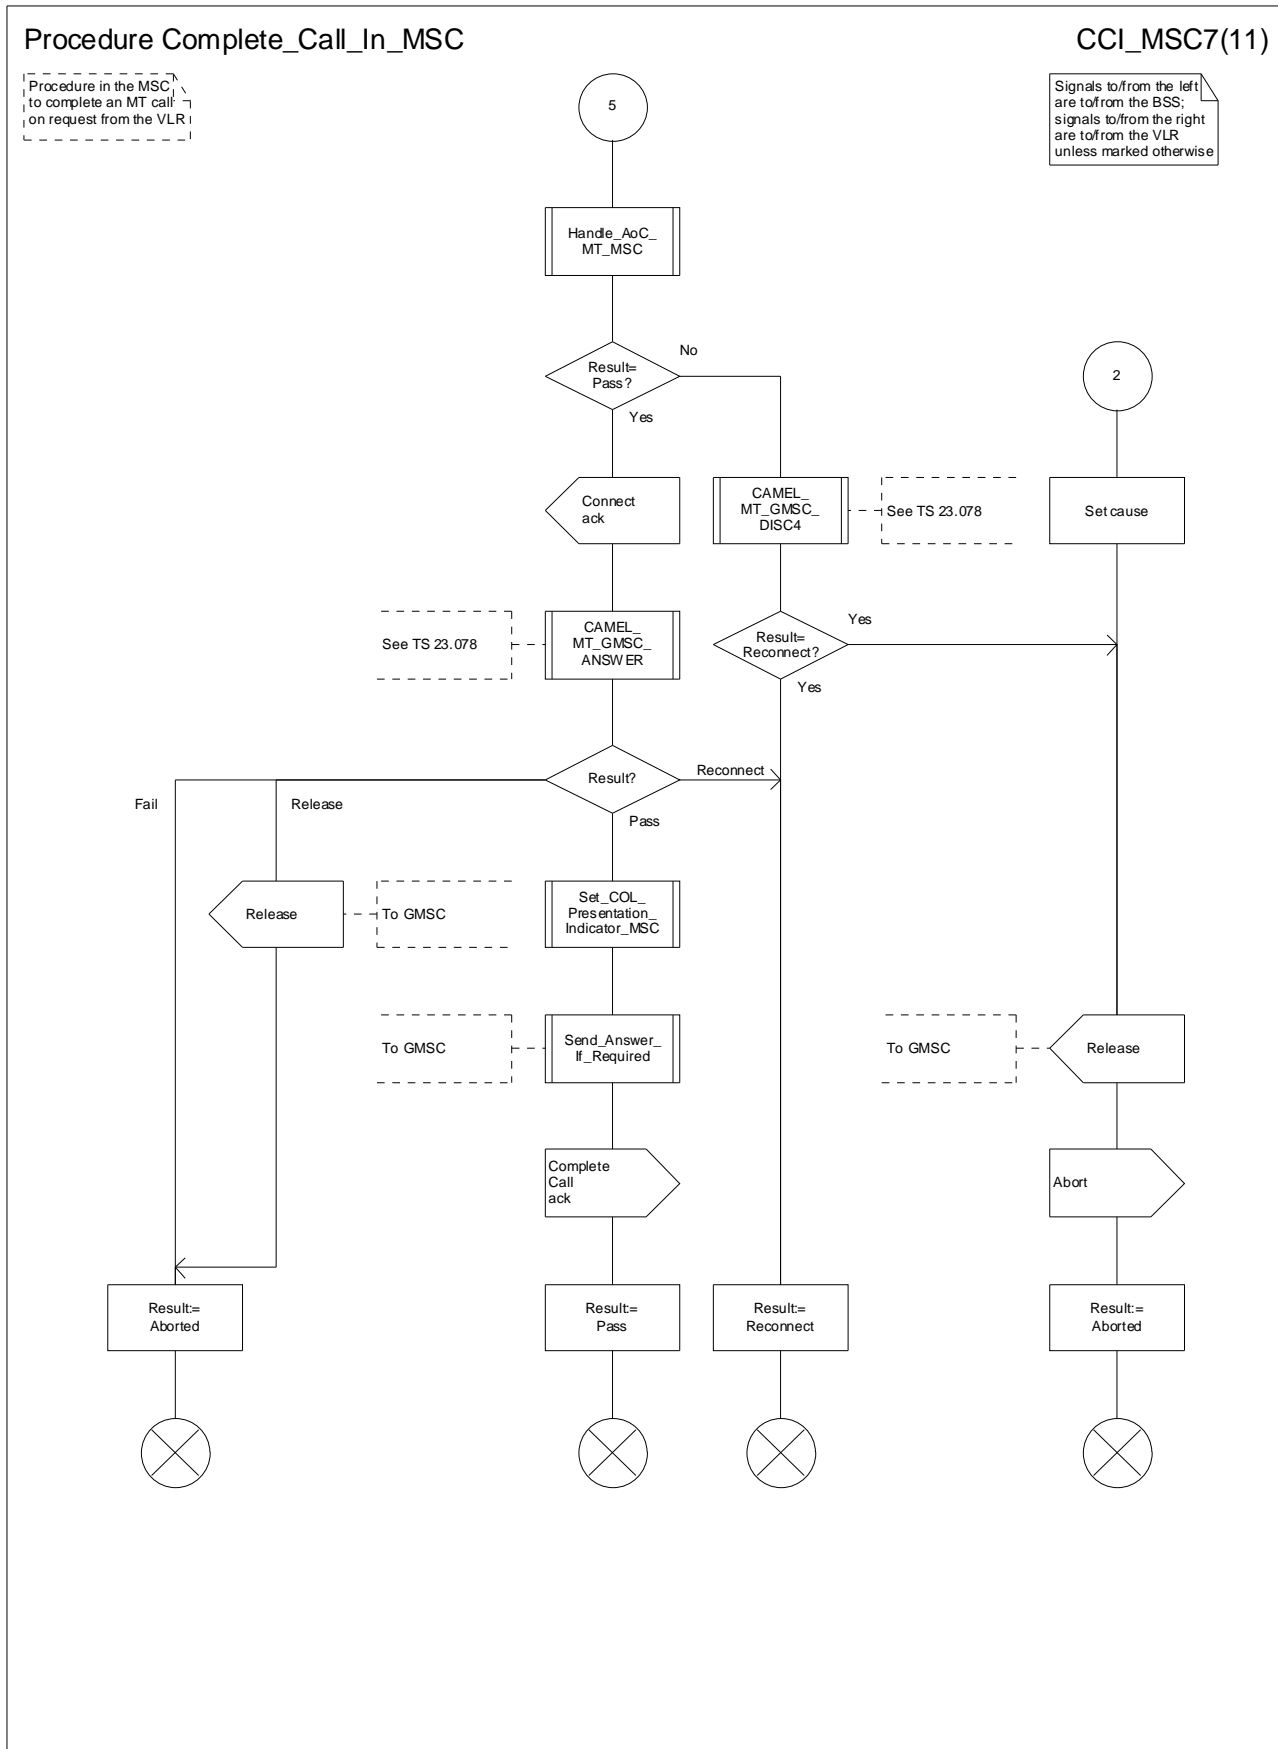 Procedure Complete_Call_In_MSC
CCI_MSC7(11)
Procedure in the MSC
to complete an MT call
on request from the VLR
Signals to/from the left
are to/from the BSS;
signals to/from the right
are to/from the VLR
unless marked otherwise
5
Handle_AoC_
MT_MSC
Result=
Pass?
No
Yes
2
Connect
ack
CAMEL_
MT_GMSC_
DISC4
See TS 23.078
Set cause
See TS 23.078
CAMEL_
MT_GMSC_
ANSWER
Result=
Reconnect?
Yes
Yes
Result?
Reconnect
Fail
Release
Pass
Release
To GMSC
Set_COL_
Presentation_
Indicator_MSC
To GMSC
Send_Answer_
If_Required
To GMSC
Release
Complete
Call
ack
Abort
Result:=
Aborted
Result:=
Pass
Result:=
Reconnect
Result:=
Aborted